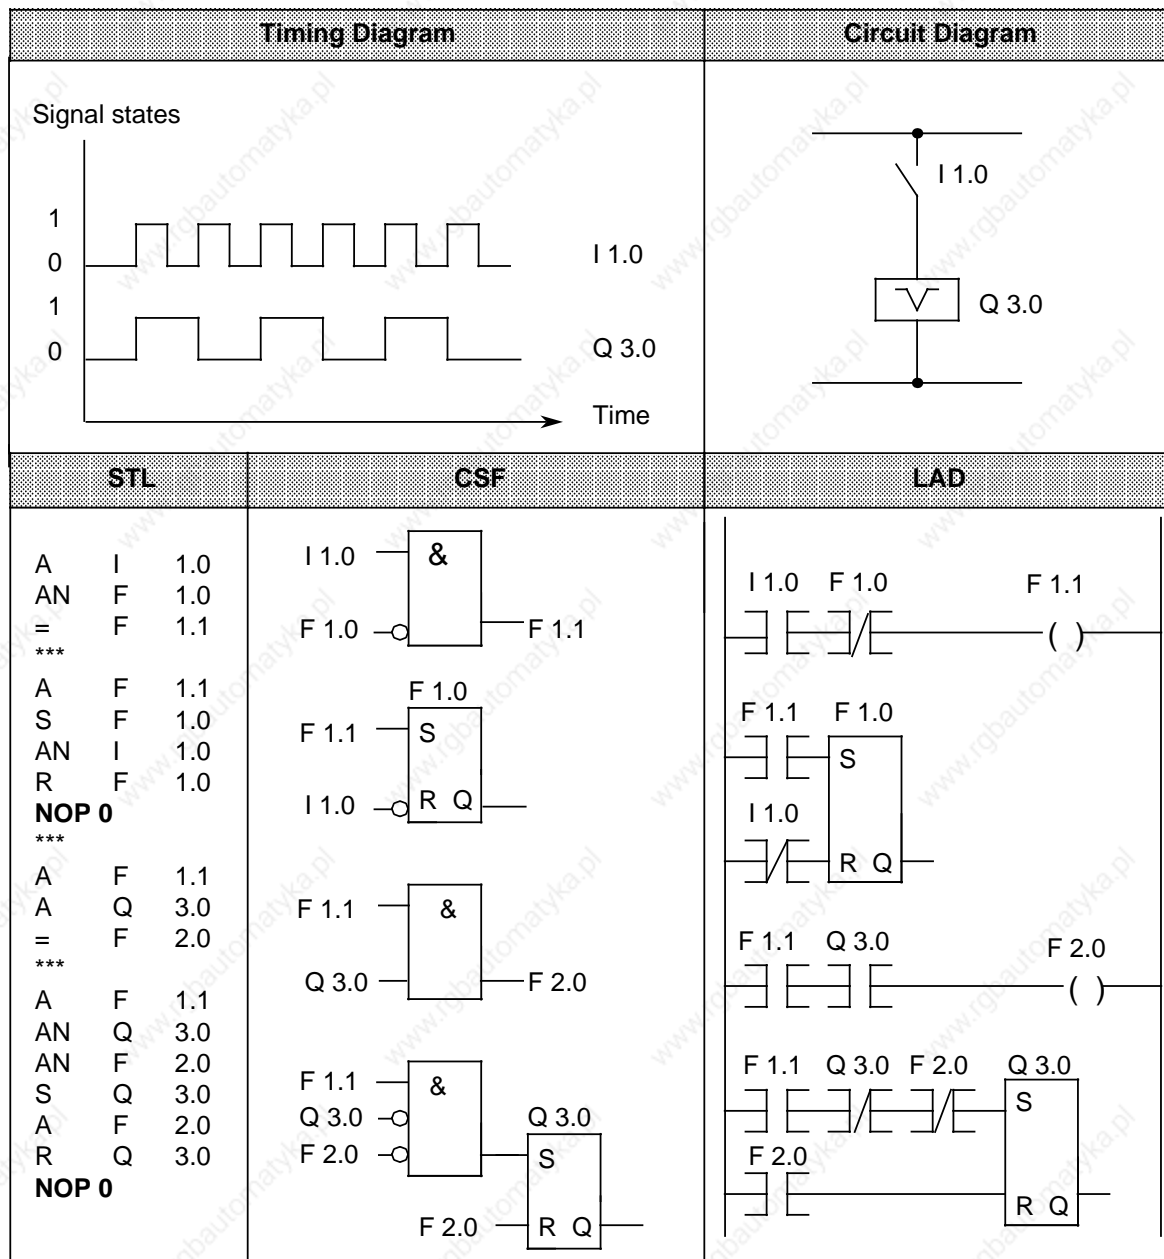 Timing Diagram
Circuit Diagram
Signal states
1
0
I 1.0
1
0
Q 3.0
Time
I 1.0
Q 3.0
STL
CSF
LAD
A I 1.0
AN F 1.0
= F 1.1
***
A F 1.1
S F 1.0
AN I 1.0
R F 1.0
NOP 0
***
A F 1.1
A Q 3.0
= F 2.0
***
A F 1.1
AN Q 3.0
AN F 2.0
S Q 3.0
A F 2.0
R Q 3.0
NOP 0
I 1.0 &
F 1.0 F 1.1
F 1.0
F 1.1 S
I 1.0 R Q
F 1.1 &
Q 3.0 F 2.0
F 1.1 &
Q 3.0 Q 3.0
F 2.0 S
F 2.0 R Q
I 1.0 F 1.0 F 1.1
( )
F 1.1 F 1.0
S
I 1.0
R Q
F 1.1 Q 3.0 F 2.0
( )
F 1.1 Q 3.0 F 2.0 Q 3.0
S
F 2.0
R Q
www.rgbautomatyka.pl